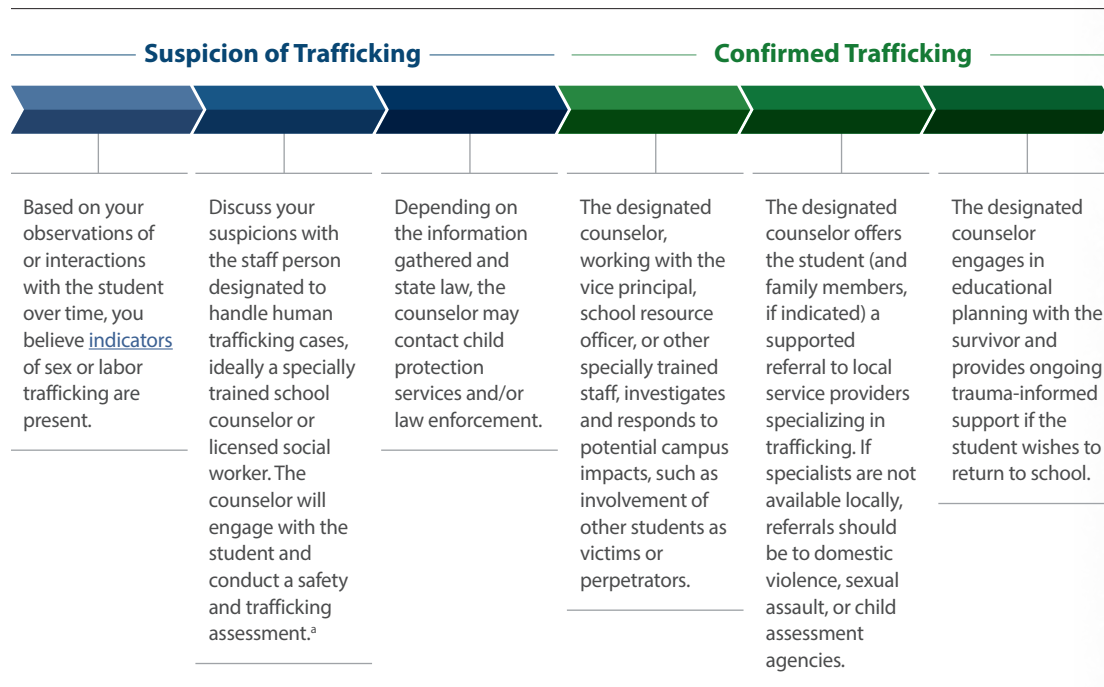 Suspicion of Trafficking
Confirmed Trafficking
Based on your
observations of
or interactions
with the student
over time, you
believe indicators
of sex or labor
trafficking are
present.
Discuss your
suspicions with
the staff person
designated to
handle human
trafficking cases,
ideally a specially
trained school
counselor or
licensed social
worker. The
counselor will
engage with the
student and
conduct a safety
and trafficking
assessment.ª
Depending on
the information
gathered and
state law, the
counselor may
contact child
protection
services and/or
law enforcement.
The designated
counselor,
working with the
vice principal,
school resource
officer, or other
specially trained
staff, investigates
and responds to
potential campus
impacts, such as
involvement of
other students as
victims or
perpetrators.
The designated
counselor offers
the student (and
family members,
if indicated) a
supported
referral to local
service providers
specializing in
trafficking. If
specialists are not
available locally,
referrals should
be to domestic
violence, sexual
assault, or child
assessment
agencies.
The designated
counselor
engages in
educational
planning with the
survivor and
provides ongoing
trauma-informed
support if the
student wishes to
return to school.